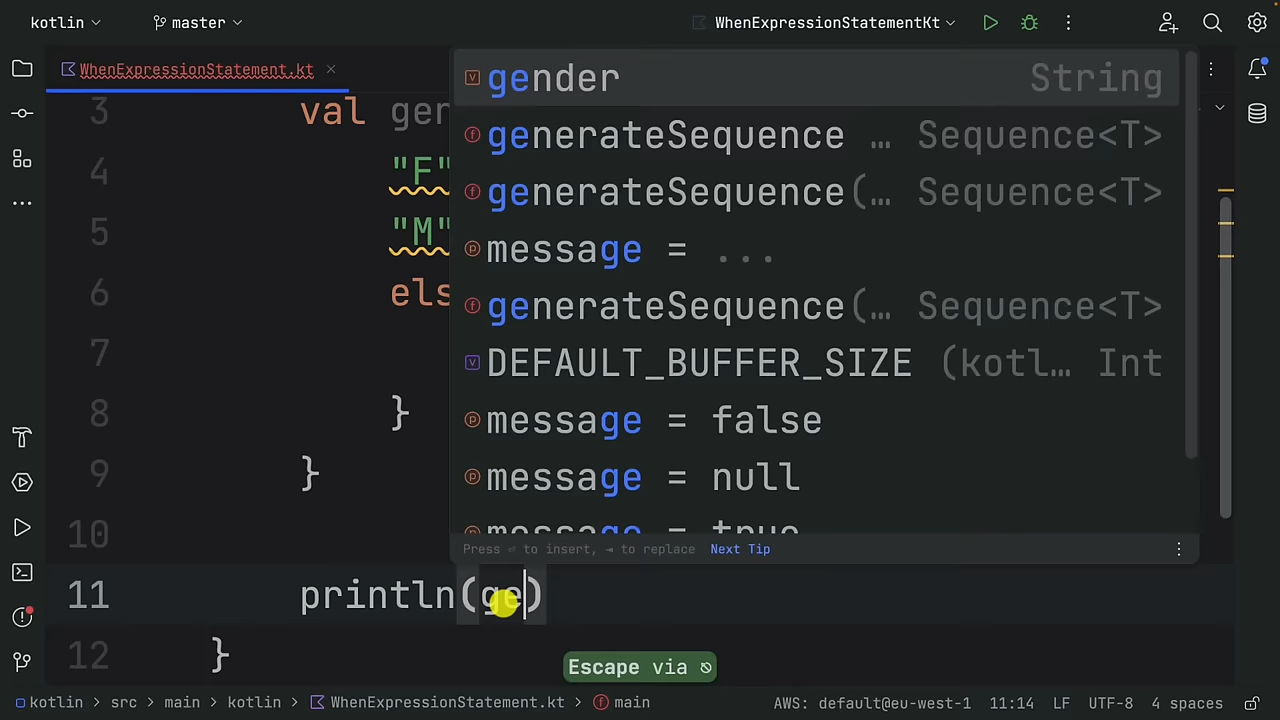 kotlin
master
WhenExpressionStatementKt
WhenExpressionStatement.kt
3 val gen
4 "F"
5 "M"
6 els
7
8 }
9 }
10
11 println(ge)
12 }
gender String
generateSequence … Sequence<T>
generateSequence(… Sequence<T>
message = ...
generateSequence(… Sequence<T>
DEFAULT_BUFFER_SIZE (kotl… Int
message = false
message = null
message = true
Press ⏎ to insert, ⇥ to replace Next Tip
Escape via ⎋
kotlin > src > main > kotlin > WhenExpressionStatement.kt > main
AWS: default@eu-west-1 11:14 LF UTF-8 4 spaces